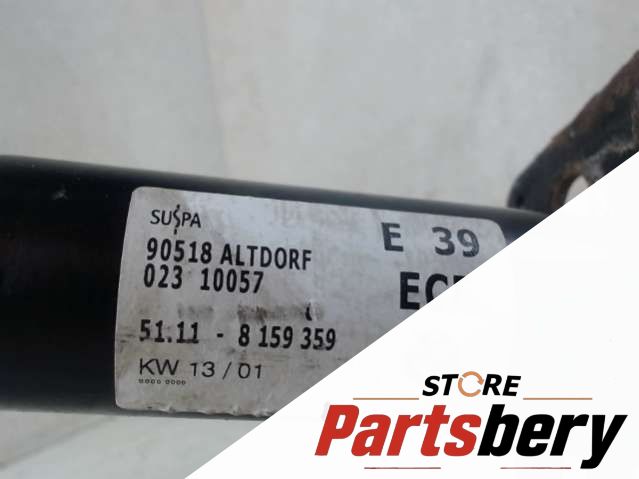 SUSPA
E 39
90518 ALTDORF
023 10057
51.11 - 8 159 359
KW 13 / 01
STORE
Partsbery